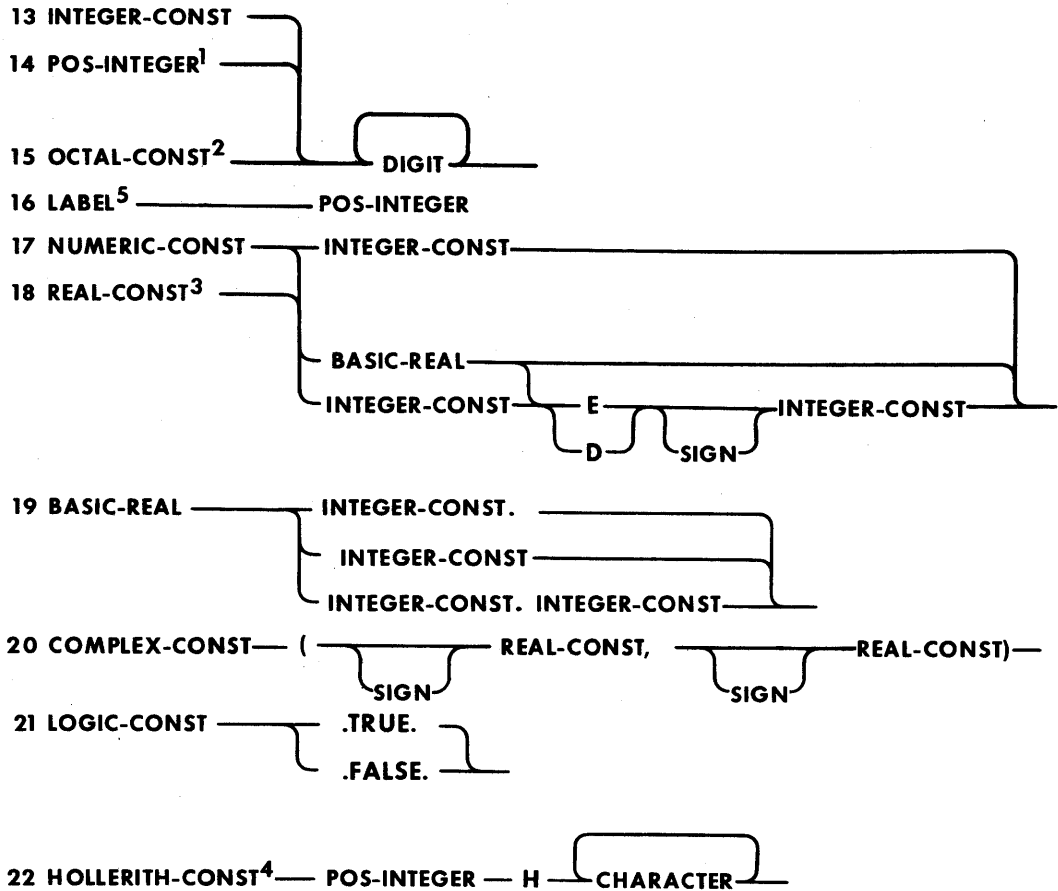 13 INTEGER-CONST
14 POS-INTEGER1
15 OCTAL-CONST2 DIGIT
16 LABEL5 POS-INTEGER
17 NUMERIC-CONST INTEGER-CONST
18 REAL-CONST3
BASIC-REAL
INTEGER-CONST E INTEGER-CONST
D SIGN
19 BASIC-REAL INTEGER-CONST.
INTEGER-CONST
INTEGER-CONST. INTEGER-CONST
20 COMPLEX-CONST ( REAL-CONST, REAL-CONST)
SIGN SIGN
21 LOGIC-CONST .TRUE.
.FALSE.
22 HOLLERITH-CONST4 POS-INTEGER H CHARACTER